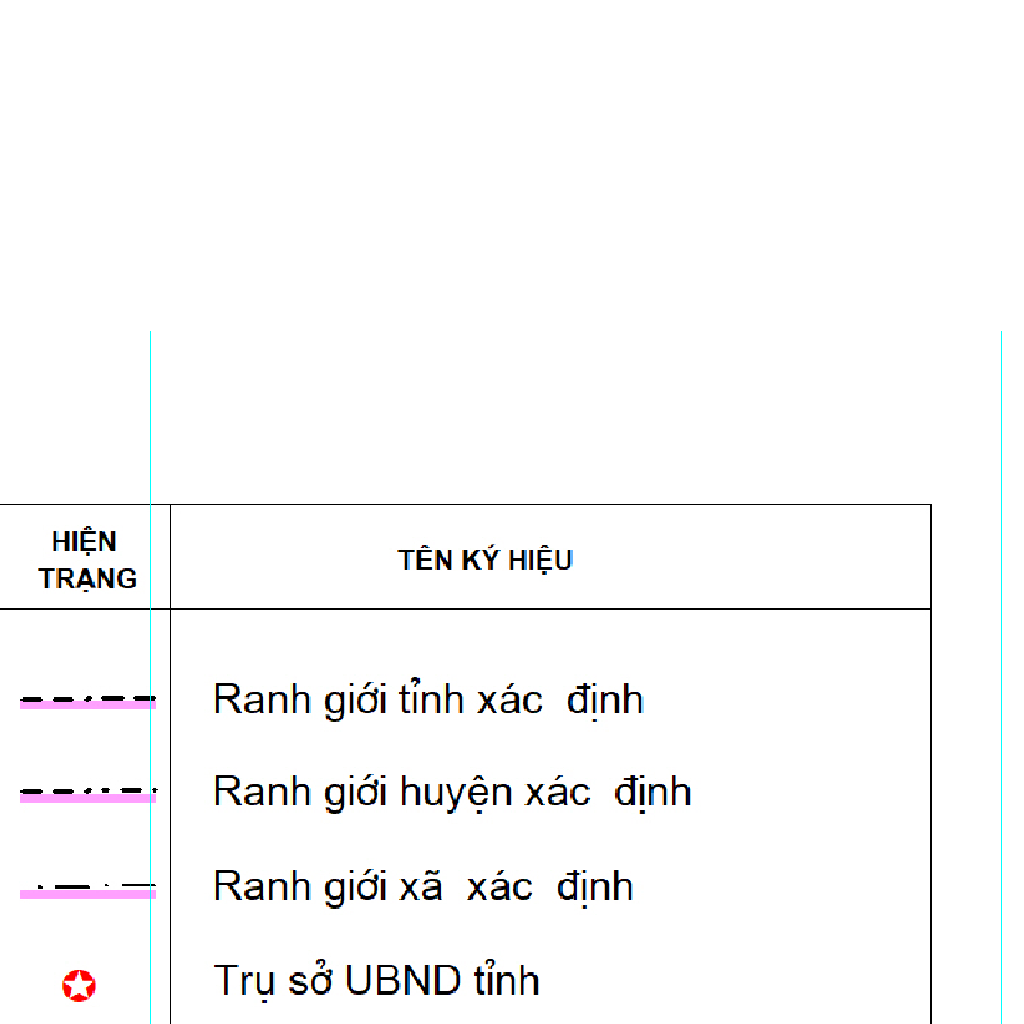 HIỆN
TRẠNG
TÊN KÝ HIỆU
Ranh giới tỉnh xác định
Ranh giới huyện xác định
Ranh giới xã xác định
Trụ sở UBND tỉnh